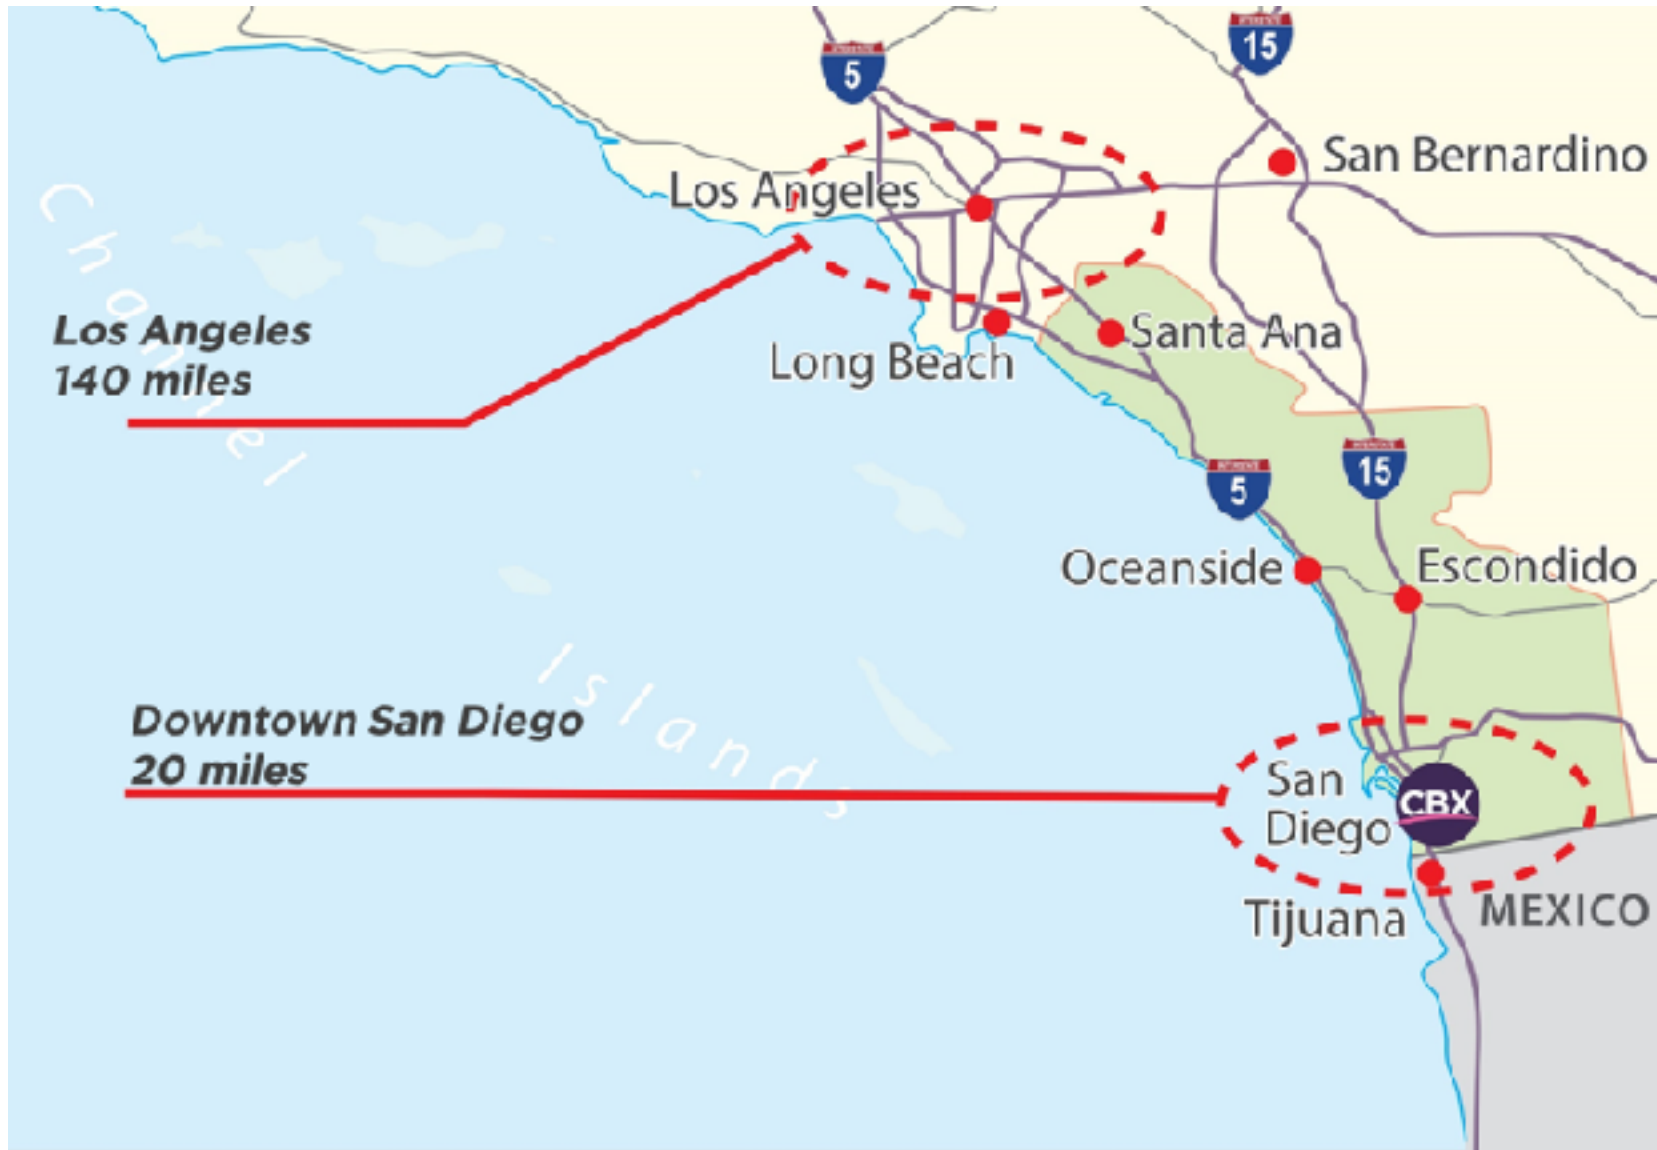 5
15
San Bernardino
Los Angeles
Channel
Los Angeles
140 miles
Santa Ana
Long Beach
15
5
Oceanside
Escondido
Islands
Downtown San Diego
20 miles
San
Diego
CBX
Tijuana
MEXICO